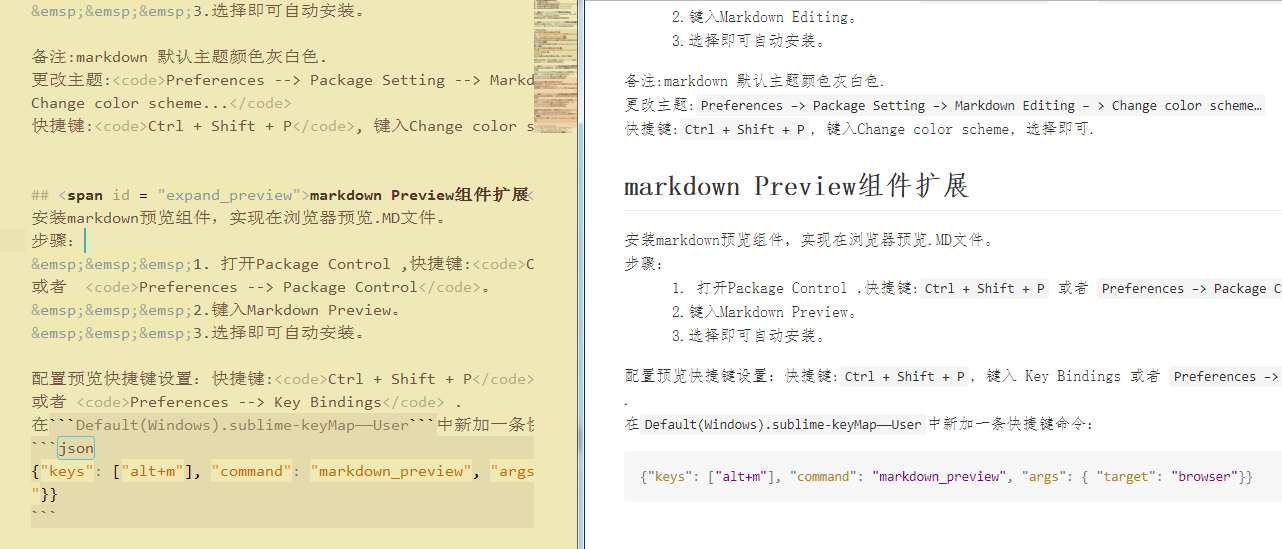 &emsp;&emsp;&emsp;3.选择即可自动安装。
备注:markdown 默认主题颜色灰白色.
更改主题:<code>Preferences --> Package Setting --> Markd
Change color scheme...</code>
快捷键:<code>Ctrl + Shift + P</code>, 键入Change color s
## <span id = "expand_preview">markdown Preview组件扩展<
安装markdown预览组件，实现在浏览器预览.MD文件。
步骤：
&emsp;&emsp;&emsp;1. 打开Package Control ,快捷键:<code>C
或者  <code>Preferences --> Package Control</code>。
&emsp;&emsp;&emsp;2.键入Markdown Preview。
&emsp;&emsp;&emsp;3.选择即可自动安装。
配置预览快捷键设置：快捷键:<code>Ctrl + Shift + P</code>
或者 <code>Preferences --> Key Bindings</code> .
在```Default(Windows).sublime-keyMap——User```中新加一条快
```json
{"keys": ["alt+m"], "command": "markdown_preview", "args
"}}
```
2.键入Markdown Editing。
3.选择即可自动安装。
备注:markdown 默认主题颜色灰白色.
更改主题: Preferences –> Package Setting –> Markdown Editing – > Change color scheme…
快捷键: Ctrl + Shift + P , 键入Change color scheme, 选择即可.
markdown Preview组件扩展
安装markdown预览组件，实现在浏览器预览.MD文件。
步骤：
1. 打开Package Control ,快捷键: Ctrl + Shift + P 或者 Preferences –> Package C
2.键入Markdown Preview。
3.选择即可自动安装。
配置预览快捷键设置：快捷键: Ctrl + Shift + P , 键入 Key Bindings 或者 Preferences –>
.
在 Default(Windows).sublime-keyMap——User 中新加一条快捷键命令：
{"keys": ["alt+m"], "command": "markdown_preview", "args": { "target": "browser"}}